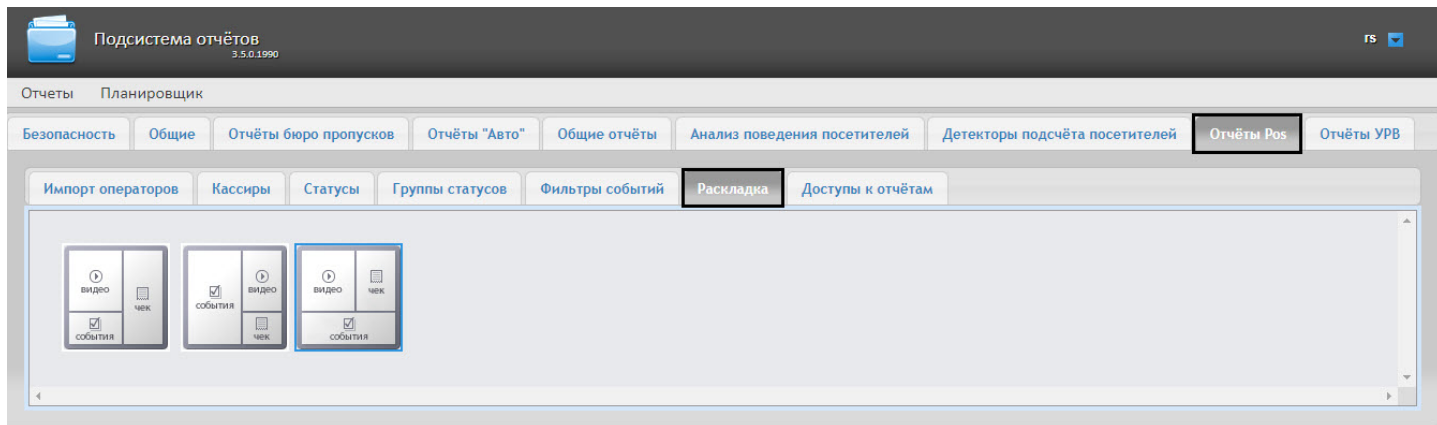 Подсистема отчётов
3.5.0.1990
rs
Отчеты Планировщик
Безопасность Общие Отчёты бюро пропусков Отчёты "Авто" Общие отчёты Анализ поведения посетителей Детекторы подсчёта посетителей Отчёты Pos Отчёты УРВ
Импорт операторов Кассиры Статусы Группы статусов Фильтры событий Раскладка Доступы к отчётам
видео
чек
события
события
видео
чек
видео
чек
события